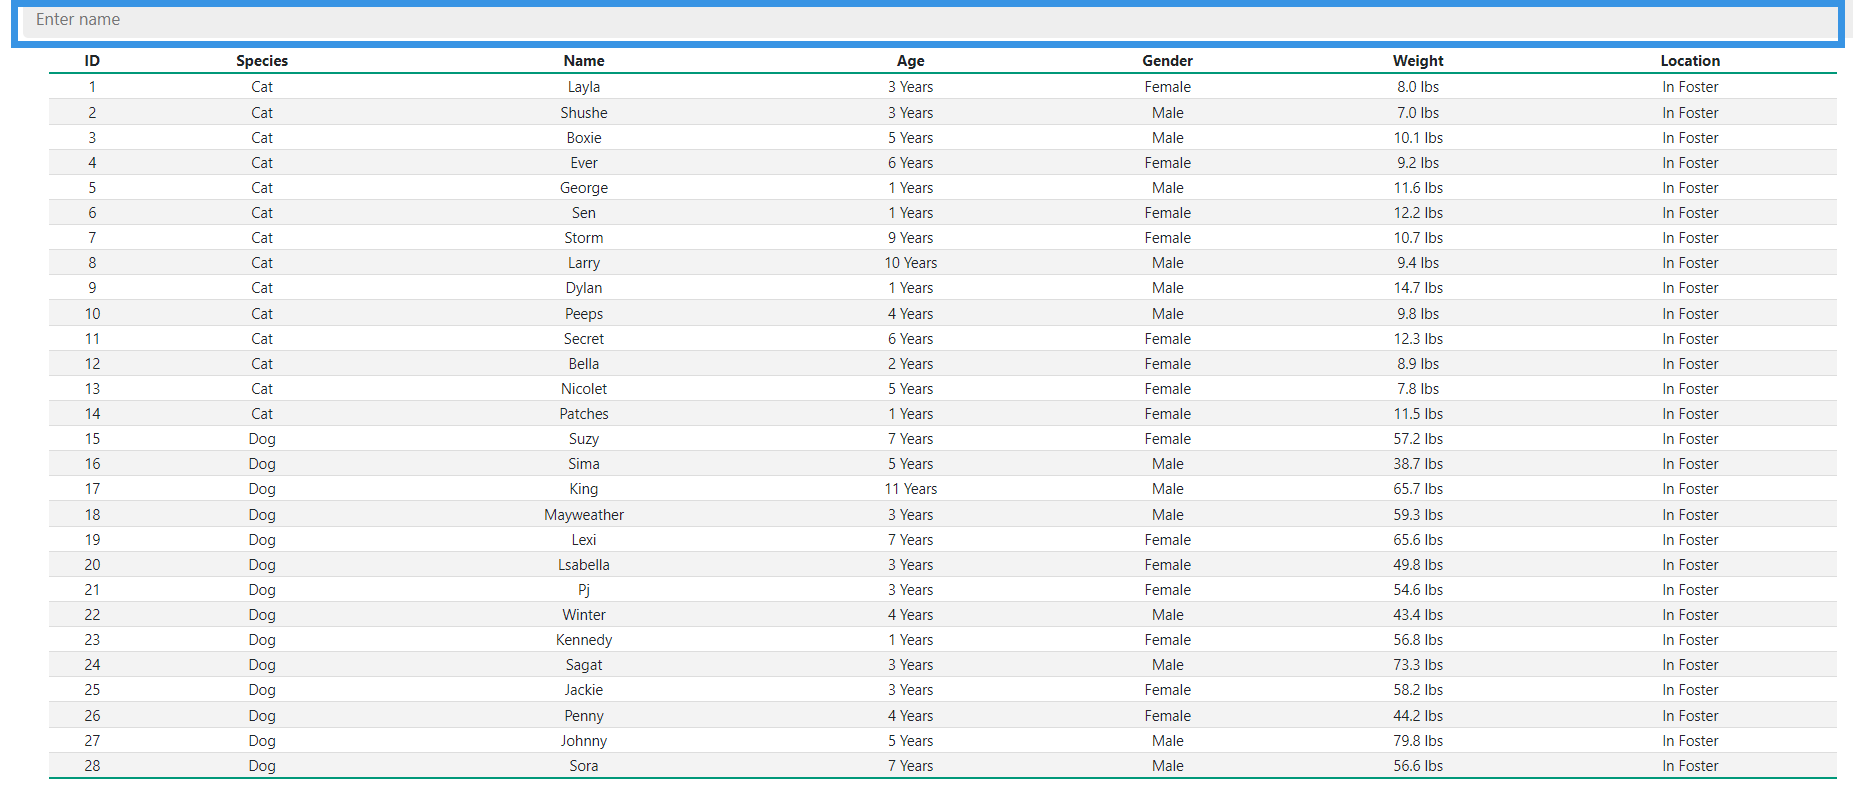 Enter name
ID Species Name Age Gender Weight Location
1 Cat Layla 3 Years Female 8.0 lbs In Foster
2 Cat Shushe 3 Years Male 7.0 lbs In Foster
3 Cat Boxie 5 Years Male 10.1 lbs In Foster
4 Cat Ever 6 Years Female 9.2 lbs In Foster
5 Cat George 1 Years Male 11.6 lbs In Foster
6 Cat Sen 1 Years Female 12.2 lbs In Foster
7 Cat Storm 9 Years Female 10.7 lbs In Foster
8 Cat Larry 10 Years Male 9.4 lbs In Foster
9 Cat Dylan 1 Years Male 14.7 lbs In Foster
10 Cat Peeps 4 Years Male 9.8 lbs In Foster
11 Cat Secret 6 Years Female 12.3 lbs In Foster
12 Cat Bella 2 Years Female 8.9 lbs In Foster
13 Cat Nicolet 5 Years Female 7.8 lbs In Foster
14 Cat Patches 1 Years Female 11.5 lbs In Foster
15 Dog Suzy 7 Years Female 57.2 lbs In Foster
16 Dog Sima 5 Years Male 38.7 lbs In Foster
17 Dog King 11 Years Male 65.7 lbs In Foster
18 Dog Mayweather 3 Years Male 59.3 lbs In Foster
19 Dog Lexi 7 Years Female 65.6 lbs In Foster
20 Dog Lsabella 3 Years Female 49.8 lbs In Foster
21 Dog Pj 3 Years Female 54.6 lbs In Foster
22 Dog Winter 4 Years Male 43.4 lbs In Foster
23 Dog Kennedy 1 Years Female 56.8 lbs In Foster
24 Dog Sagat 3 Years Male 73.3 lbs In Foster
25 Dog Jackie 3 Years Female 58.2 lbs In Foster
26 Dog Penny 4 Years Female 44.2 lbs In Foster
27 Dog Johnny 5 Years Male 79.8 lbs In Foster
28 Dog Sora 7 Years Male 56.6 lbs In Foster